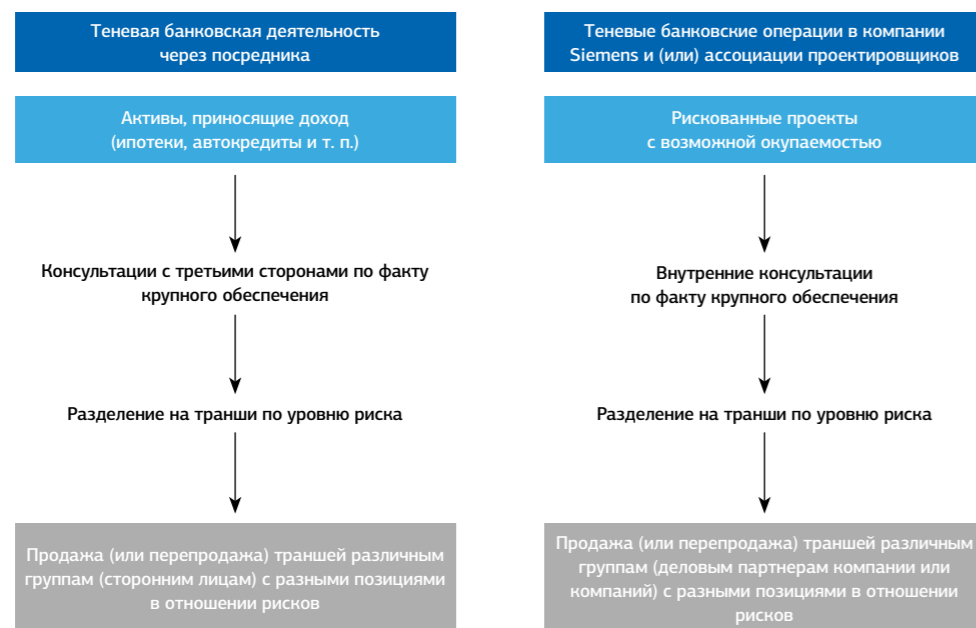 Теневая банковская деятельность
через посредника
Активы, приносящие доход
(ипотеки, автокредиты и т. п.)
Консультации с третьими сторонами по факту
крупного обеспечения
Разделение на транши по уровню риска
Продажа (или перепродажа) траншей различным
группам (сторонним лицам) с разными позициями
в отношении рисков
Теневые банковские операции в компании
Siemens и (или) ассоциации проектировщиков
Рискованные проекты
с возможной окупаемостью
Внутренние консультации
по факту крупного обеспечения
Разделение на транши по уровню риска
Продажа (или перепродажа) траншей различным
группам (деловым партнерам компании или
компаний) с разными позициями в отношении
рисков